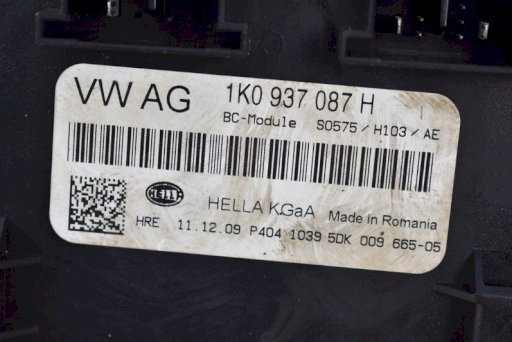 VW AG 1K0 937 087 H
BC-Module S0575/H103/AE
HELLA HELLA KGaA Made in Romania
HRE 11.12.09 P404 1039 5DK 009 665-05